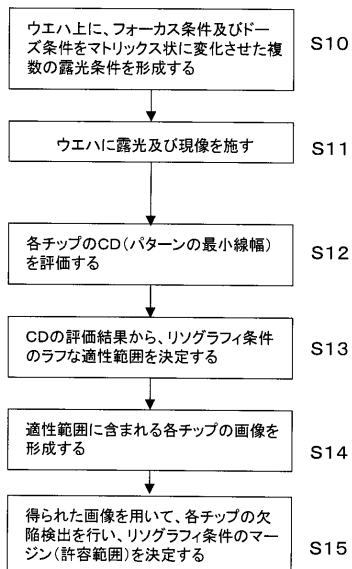 ウエハ上に、フォーカス条件及びドー
ズ条件をマトリックス状に変化させた複
数の露光条件を形成する
S10
ウエハに露光及び現像を施す
S11
各チップのCD(パターンの最小線幅)
を評価する
S12
CDの評価結果から、リソグラフィ条件
のラフな適性範囲を決定する
S13
適性範囲に含まれる各チップの画像を
形成する
S14
得られた画像を用いて、各チップの欠
陥検出を行い、リソグラフィ条件のマー
ジン(許容範囲)を決定する
S15